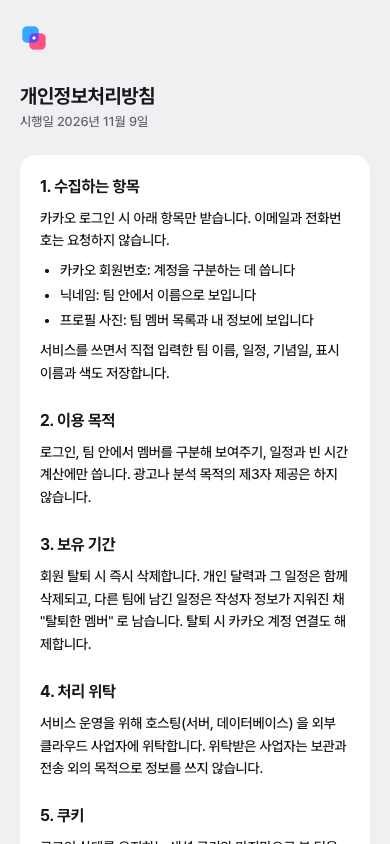 개인정보처리방침
시행일 2026년 11월 9일
1. 수집하는 항목
카카오 로그인 시 아래 항목만 받습니다. 이메일과 전화번
호는 요청하지 않습니다.
• 카카오 회원번호: 계정을 구분하는 데 씁니다
• 닉네임: 팀 안에서 이름으로 보입니다
• 프로필 사진: 팀 멤버 목록과 내 정보에 보입니다
서비스를 쓰면서 직접 입력한 팀 이름, 일정, 기념일, 표시
이름과 색도 저장합니다.
2. 이용 목적
로그인, 팀 안에서 멤버를 구분해 보여주기, 일정과 빈 시간
계산에만 씁니다. 광고나 분석 목적의 제3자 제공은 하지
않습니다.
3. 보유 기간
회원 탈퇴 시 즉시 삭제합니다. 개인 달력과 그 일정은 함께
삭제되고, 다른 팀에 남긴 일정은 작성자 정보가 지워진 채
"탈퇴한 멤버" 로 남습니다. 탈퇴 시 카카오 계정 연결도 해
제합니다.
4. 처리 위탁
서비스 운영을 위해 호스팅(서버, 데이터베이스) 을 외부
클라우드 사업자에 위탁합니다. 위탁받은 사업자는 보관과
전송 외의 목적으로 정보를 쓰지 않습니다.
5. 쿠키